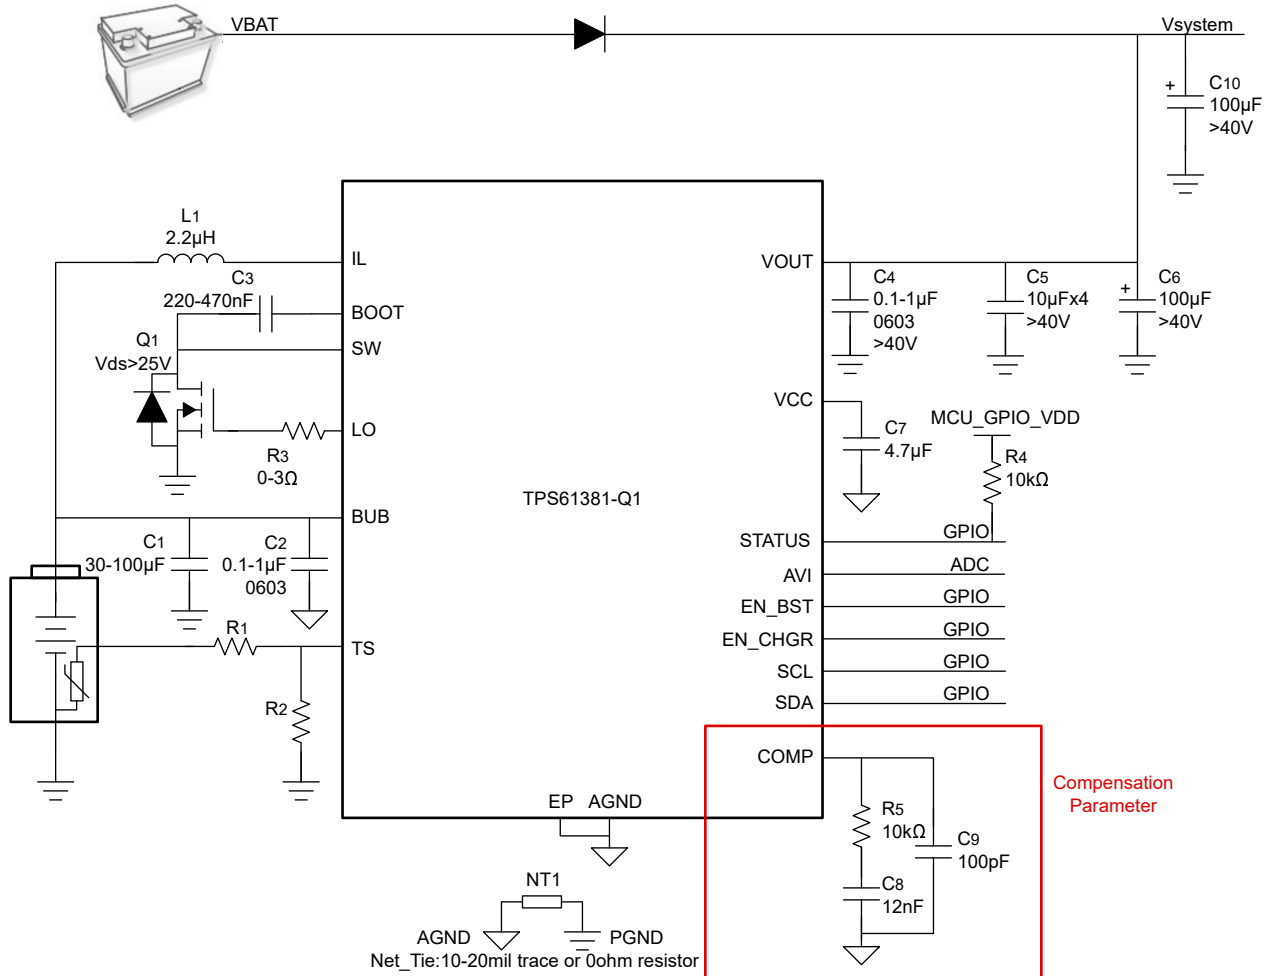 VBAT
Vsystem
C10
100µF
>40V
L1
2.2µH
IL
C3
220-470nF
BOOT
SW
Q1
Vds>25V
LO
R3
0-3Ω
BUB
C1
30-100µF
C2
0.1-1µF
0603
TS
R1
R2
TPS61381-Q1
VOUT
C4
0.1-1µF
0603
>40V
C5
10µFx4
>40V
+
C6
100µF
>40V
+
VCC
C7
4.7µF
MCU_GPIO_VDD
R4
10kΩ
STATUS
GPIO
AVI
ADC
EN_BST
GPIO
EN_CHGR
GPIO
SCL
GPIO
SDA
GPIO
COMP
R5
10kΩ
C8
12nF
C9
100pF
Compensation
Parameter
EP AGND
NT1
AGND
PGND
Net_Tie:10-20mil trace or 0ohm resistor